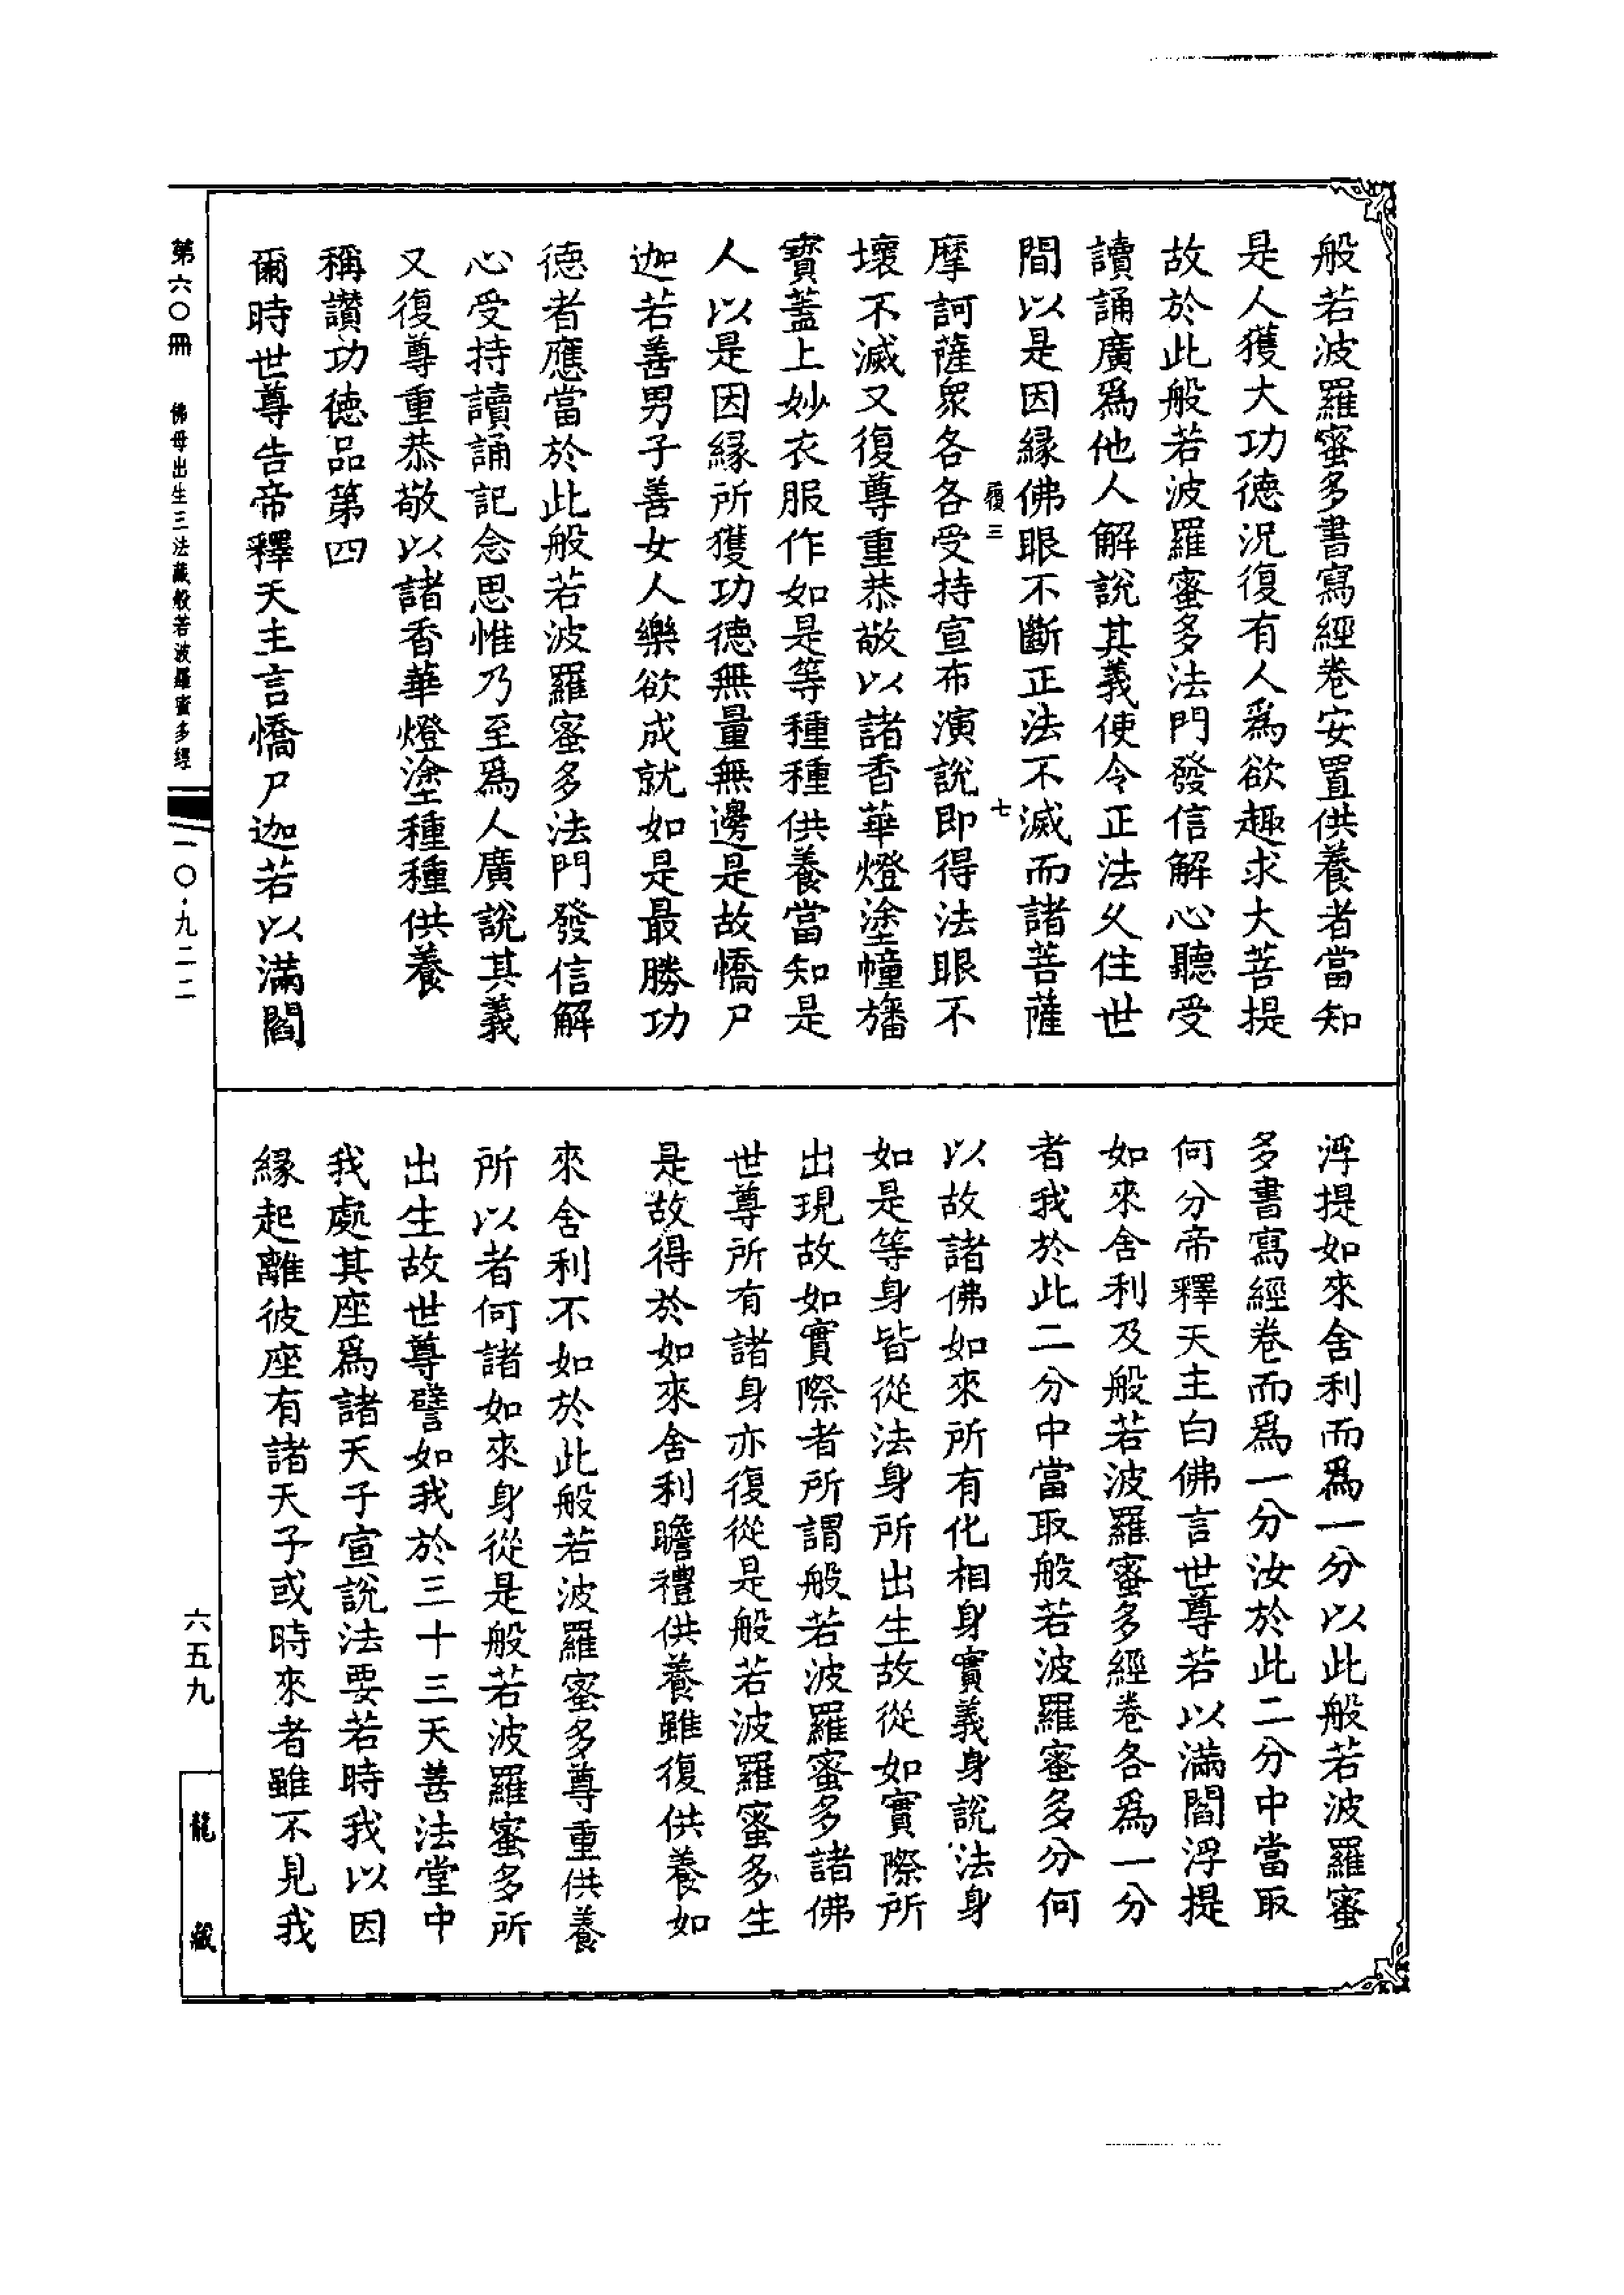 般若波羅蜜多書寫經卷安置供養者當知
是人獲大功德況復有人爲欲趣求大菩提
故於此般若波羅蜜多法門發信解心聽受
讀誦廣爲他人解說其義使令正法久住世
間以是因緣佛眼不斷正法不滅而諸菩薩
履三 七
摩訶薩衆各各受持宣布演說即得法眼不
壞不滅又復尊重恭敬以諸香華燈塗幢旛
寶蓋上妙衣服作如是等種種供養當知是
人以是因緣所獲功德無量無邊是故憍尸
迦若善男子善女人樂欲成就如是最勝功
德者應當於此般若波羅蜜多法門發信解
心受持讀誦記念思惟乃至爲人廣說其義
又復尊重恭敬以諸香華燈塗種種供養
稱讚功德品第四
爾時世尊告帝釋天主言憍尸迦若以滿閻
浮提如來舍利而爲一分以此般若波羅蜜
多書寫經卷而爲一分汝於此二分中當取
何分帝釋天主白佛言世尊若以滿閻浮提
如來舍利及般若波羅蜜多經卷各爲一分
者我於此二分中當取般若波羅蜜多分何
以故諸佛如來所有化相身實義身說法身
如是等身皆從法身所出生故從如實際所
出現故如實際者所謂般若波羅蜜多諸佛
世尊所有諸身亦復從是般若波羅蜜多生
是故得於如來舍利瞻禮供養雖復供養如
來舍利不如於此般若波羅蜜多尊重供養
所以者何諸如來身從是般若波羅蜜多所
出生故世尊譬如我於三十三天善法堂中
我處其座爲諸天子宣說法要若時我以因
緣起離彼座有諸天子或時來者雖不見我
第六〇冊 佛母出生三法藏般若波羅蜜多經 一〇·九二二
六五九
龍藏